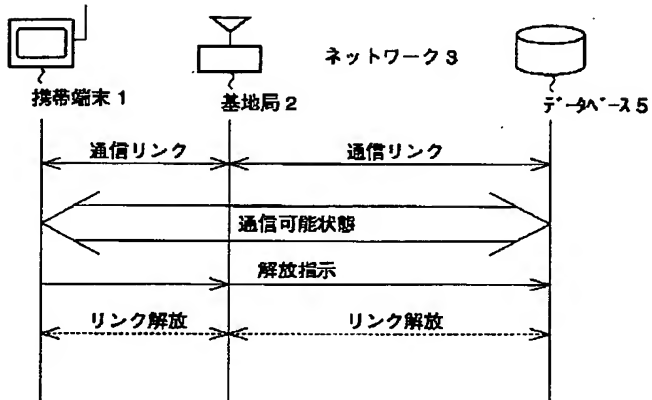 ネットワーク3
携帯端末1
基地局2
データベース5
通信リンク
通信リンク
通信可能状態
解放指示
リンク解放
リンク解放